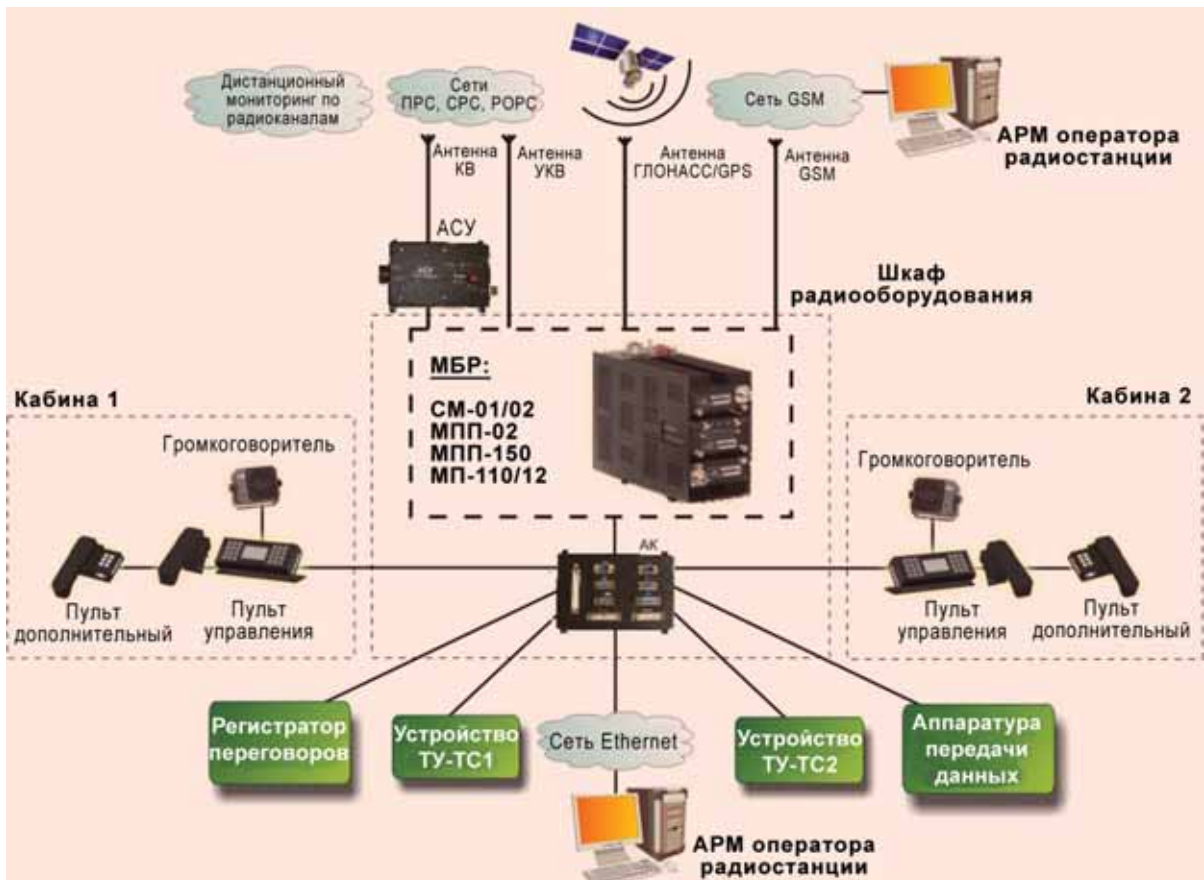 Дистанционный
мониторинг по
радиоканалам
Сети
ПРС, СРС, РОРС
Сеть GSM
АРМ оператора
радиостанции
Антенна
КВ
Антенна
УКВ
Антенна
ГЛОНАСС/GPS
Антенна
GSM
АСУ
Шкаф
радиооборудования
МБР:
СМ-01/02
МПП-02
МПП-150
МП-110/12
Кабина 1
Громкоговоритель
Пульт
дополнительный
Пульт
управления
АК
Кабина 2
Громкоговоритель
Пульт
управления
Пульт
дополнительный
Регистратор
переговоров
Устройство
ТУ-ТС1
Сеть Ethernet
Устройство
ТУ-ТС2
Аппаратура
передачи
данных
АРМ оператора
радиостанции